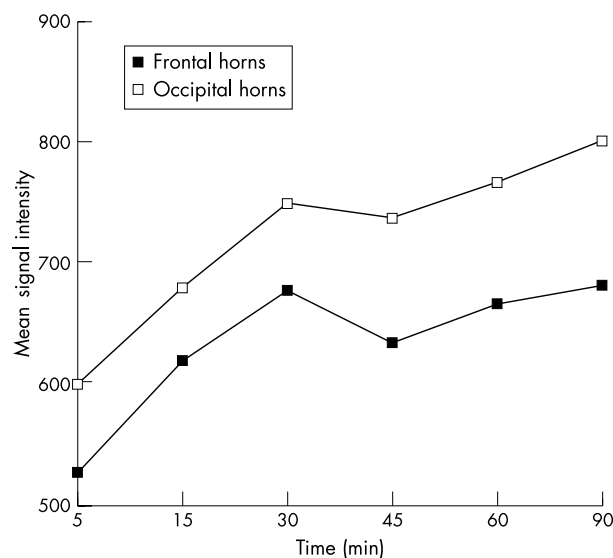 900
800
700
600
500
Mean signal intensity
Frontal horns
Occipital horns
5 15 30 45 60 90
Time (min)